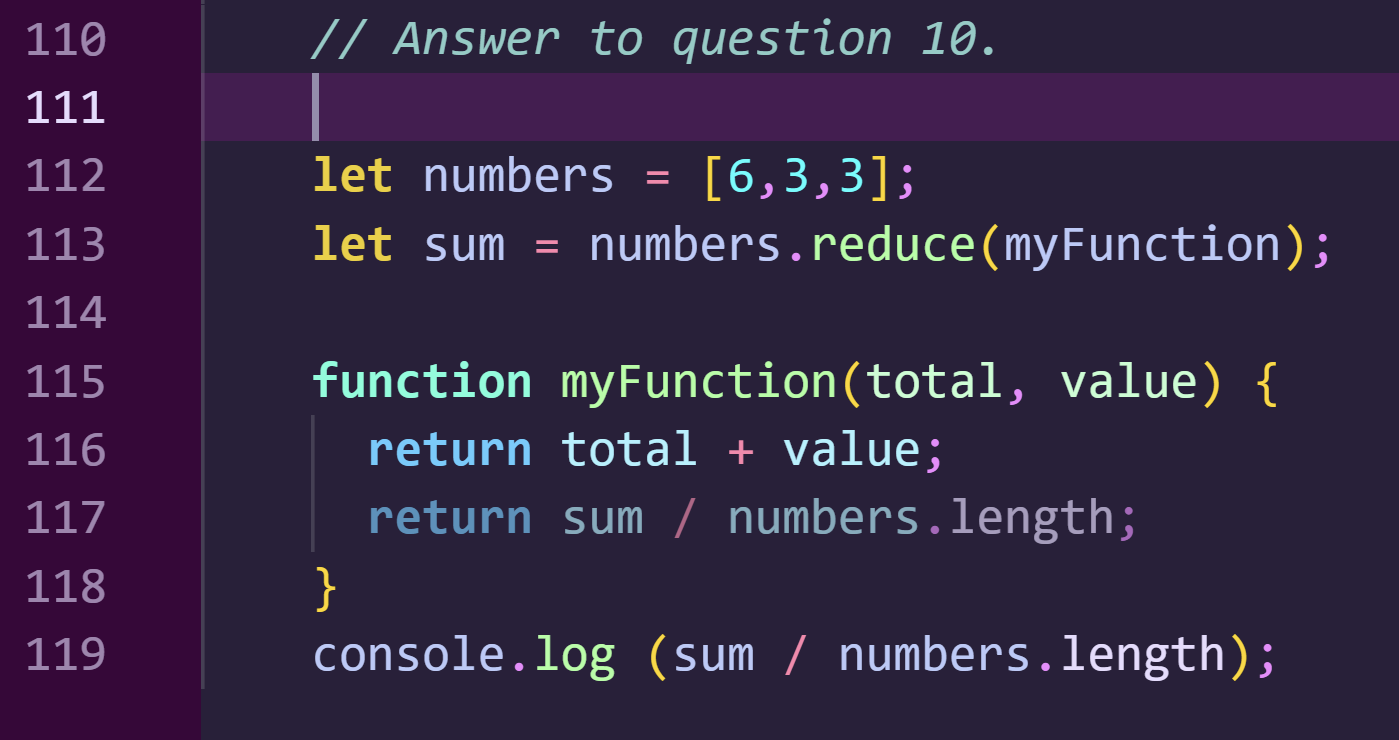 110 // Answer to question 10.
111
112 let numbers = [6,3,3];
113 let sum = numbers.reduce(myFunction);
114
115 function myFunction(total, value) {
116   return total + value;
117   return sum / numbers.length;
118 }
119 console.log (sum / numbers.length);